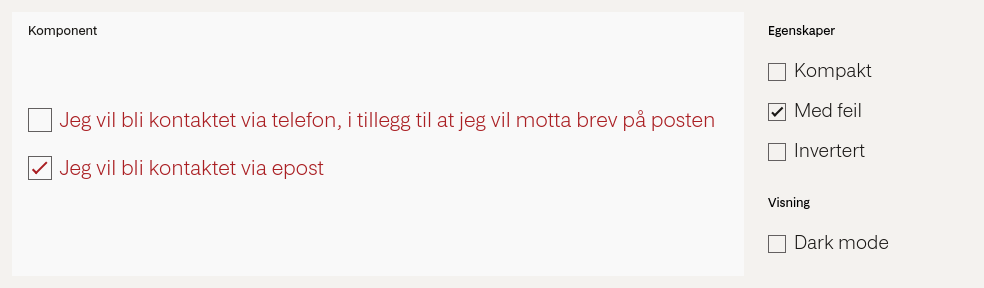 Komponent
Jeg vil bli kontaktet via telefon, i tillegg til at jeg vil motta brev på posten
Jeg vil bli kontaktet via epost
Egenskaper
Kompakt
Med feil
Invertert
Visning
Dark mode